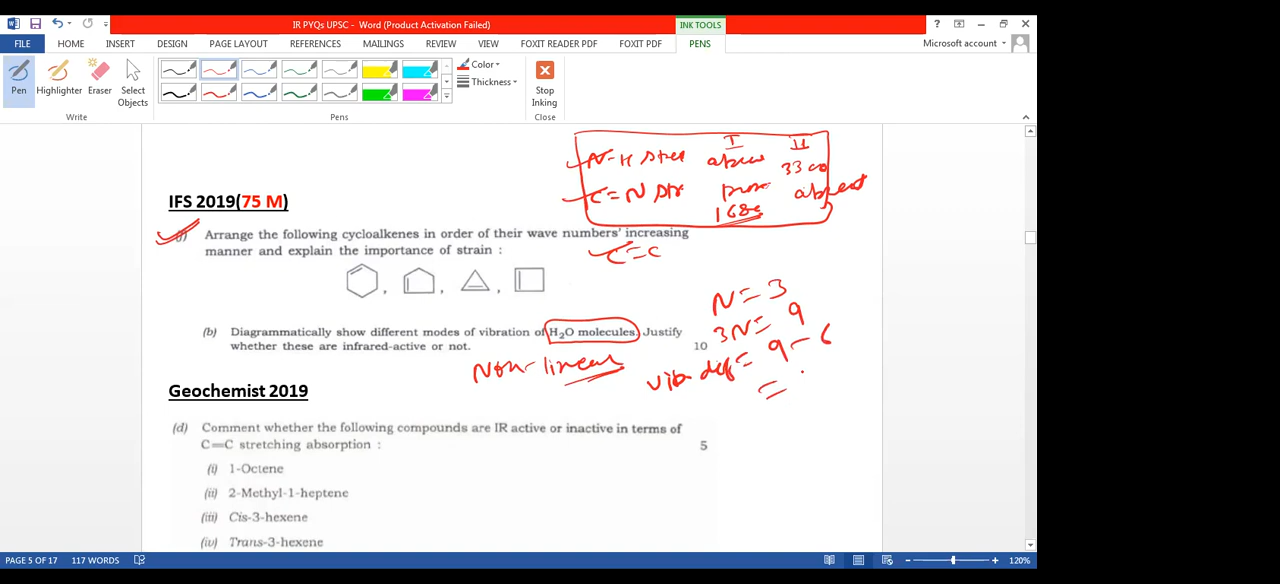 IR PYQs UPSC - Word (Product Activation Failed)
INK TOOLS
FILE HOME INSERT DESIGN PAGE LAYOUT REFERENCES MAILINGS REVIEW VIEW FOXIT READER PDF FOXIT PDF PENS
Microsoft account
Pen Highlighter Eraser Select Objects
Color
Thickness
Stop Inking
Write Pens Close
I II
N-H stre 3300
C=N str absent
168
IFS 2019(75 M)
Arrange the following cycloalkenes in order of their wave numbers' increasing
manner and explain the importance of strain :
C=C
, , ,
N=3
3N= 9
(b) Diagrammatically show different modes of vibration of H₂O molecules. Justify
whether these are infrared-active or not. 10
Non-linear
9-6
=
Geochemist 2019
(d) Comment whether the following compounds are IR active or inactive in terms of
C=C stretching absorption : 5
(i) 1-Octene
(ii) 2-Methyl-1-heptene
(iii) Cis-3-hexene
(iv) Trans-3-hexene
PAGE 5 OF 17 117 WORDS 120%